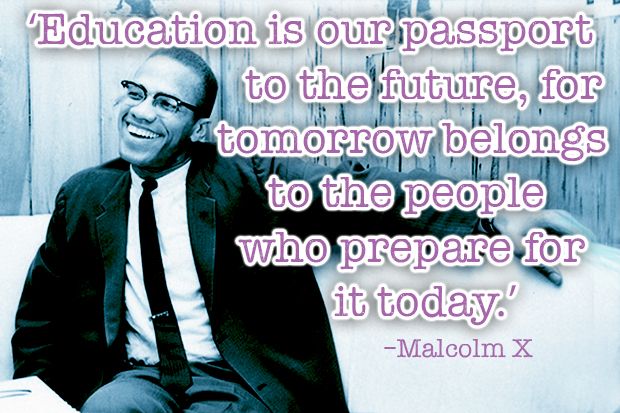 ‘Education is our passport
to the future, for
tomorrow belongs
to the people
who prepare for
it today.’
–Malcolm X